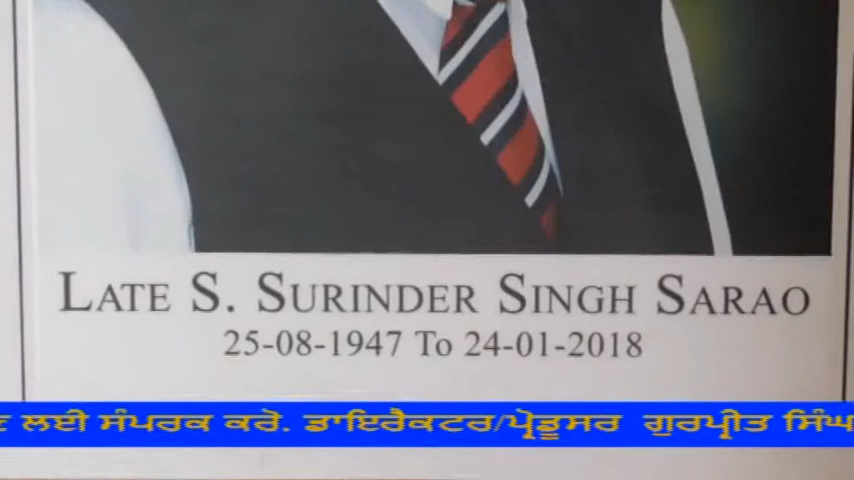 LATE S. SURINDER SINGH SARAO
25-08-1947 TO 24-01-2018
ਲਈ ਸੰਪਰਕ ਕਰੋ. ਡਾਇਰੈਕਟਰ/ਪ੍ਰੋਡੂਸਰ ਗੁਰਪ੍ਰੀਤ ਸਿੰਘ